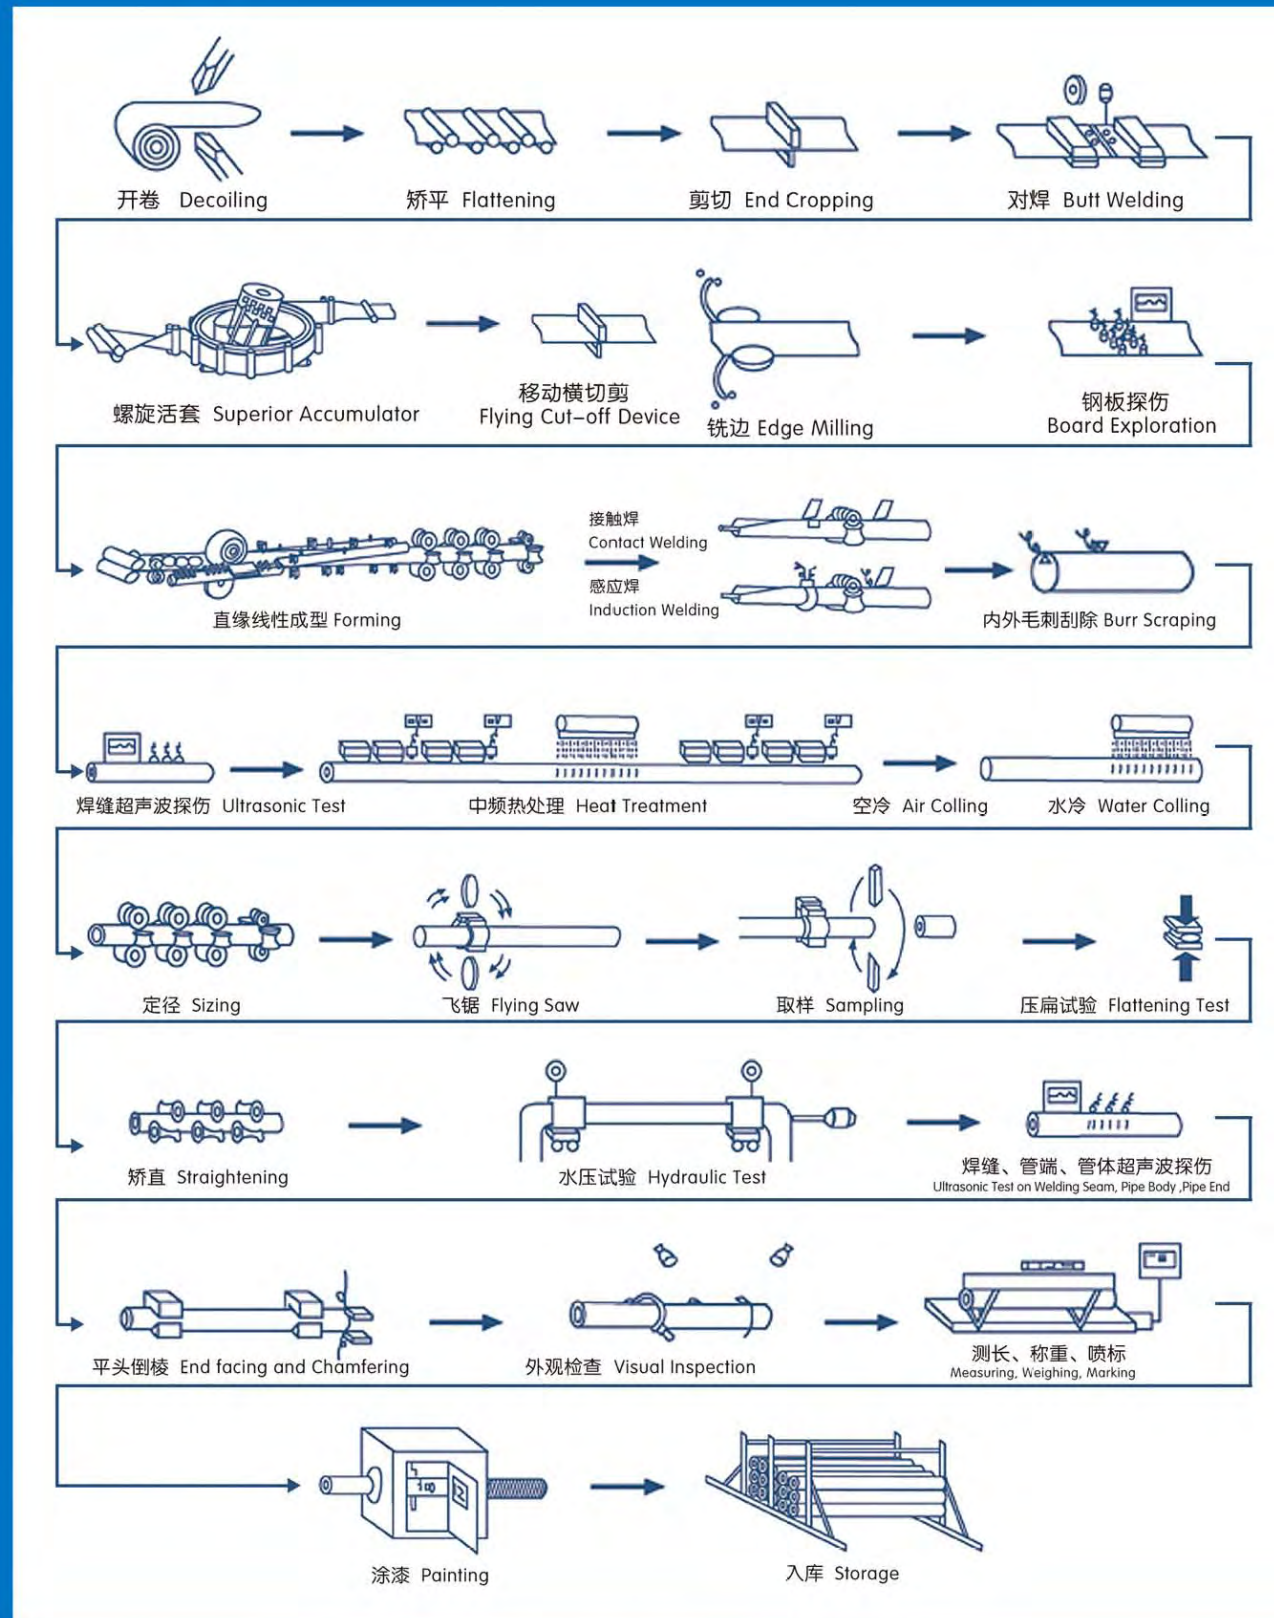 开卷 Decoiling
矫平 Flattening
剪切 End Cropping
对焊 Butt Welding
螺旋活套 Superior Accumulator
移动横切剪
Flying Cut-off Device
铣边 Edge Milling
钢板探伤
Board Exploration
直缘线性成型 Forming
接触焊
Contact Welding
感应焊
Induction Welding
内外毛刺刮除 Burr Scraping
焊缝超声波探伤 Ultrasonic Test
中频热处理 Heat Treatment
空冷 Air Colling
水冷 Water Colling
定径 Sizing
飞锯 Flying Saw
取样 Sampling
压扁试验 Flattening Test
矫直 Straightening
水压试验 Hydraulic Test
焊缝、管端、管体超声波探伤
Ultrasonic Test on Welding Seam, Pipe Body ,Pipe End
平头倒棱 End facing and Chamfering
外观检查 Visual Inspection
测长、称重、喷标
Measuring, Weighing, Marking
涂漆 Painting
入库 Storage